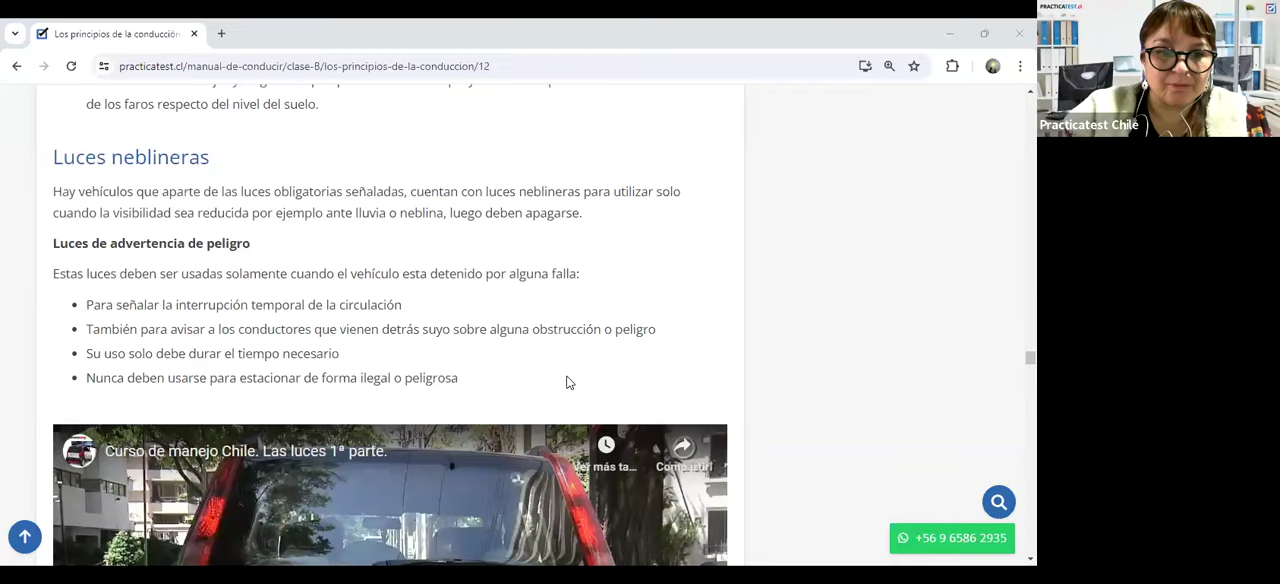 Los principios de la conducción
practicatest.cl/manual-de-conducir/clase-B/los-principios-de-la-conduccion/12
PRACTICATEST.cl
Practicatest Chile
de los faros respecto del nivel del suelo.
Luces neblineras
Hay vehículos que aparte de las luces obligatorias señaladas, cuentan con luces neblineras para utilizar solo
cuando la visibilidad sea reducida por ejemplo ante lluvia o neblina, luego deben apagarse.
Luces de advertencia de peligro
Estas luces deben ser usadas solamente cuando el vehículo esta detenido por alguna falla:
• Para señalar la interrupción temporal de la circulación
• También para avisar a los conductores que vienen detrás suyo sobre alguna obstrucción o peligro
• Su uso solo debe durar el tiempo necesario
• Nunca deben usarse para estacionar de forma ilegal o peligrosa
Curso de manejo Chile. Las luces 1ª parte.
Ver más ta...
Compartir
+56 9 6586 2935